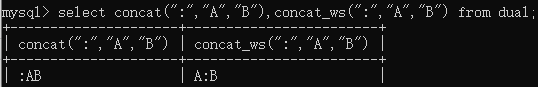 mysql> select concat(":","A","B"),concat_ws(":","A","B") from dual;
+---------------------+------------------------+
| concat(":","A","B") | concat_ws(":","A","B") |
+---------------------+------------------------+
| :AB                 | A:B                    |